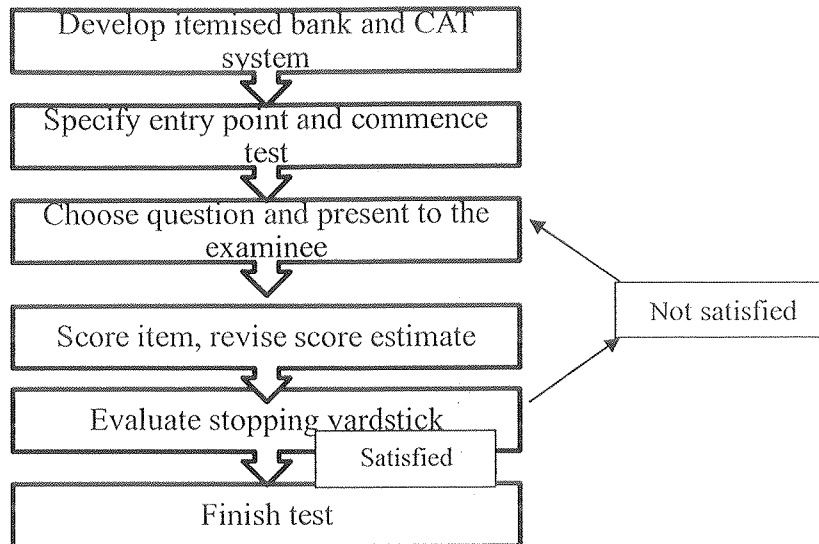 Develop itemised bank and CAT
system
Specify entry point and commence
test
Choose question and present to the
examinee
Not satisfied
Score item, revise score estimate
Evaluate stopping yardstick
Satisfied
Finish test